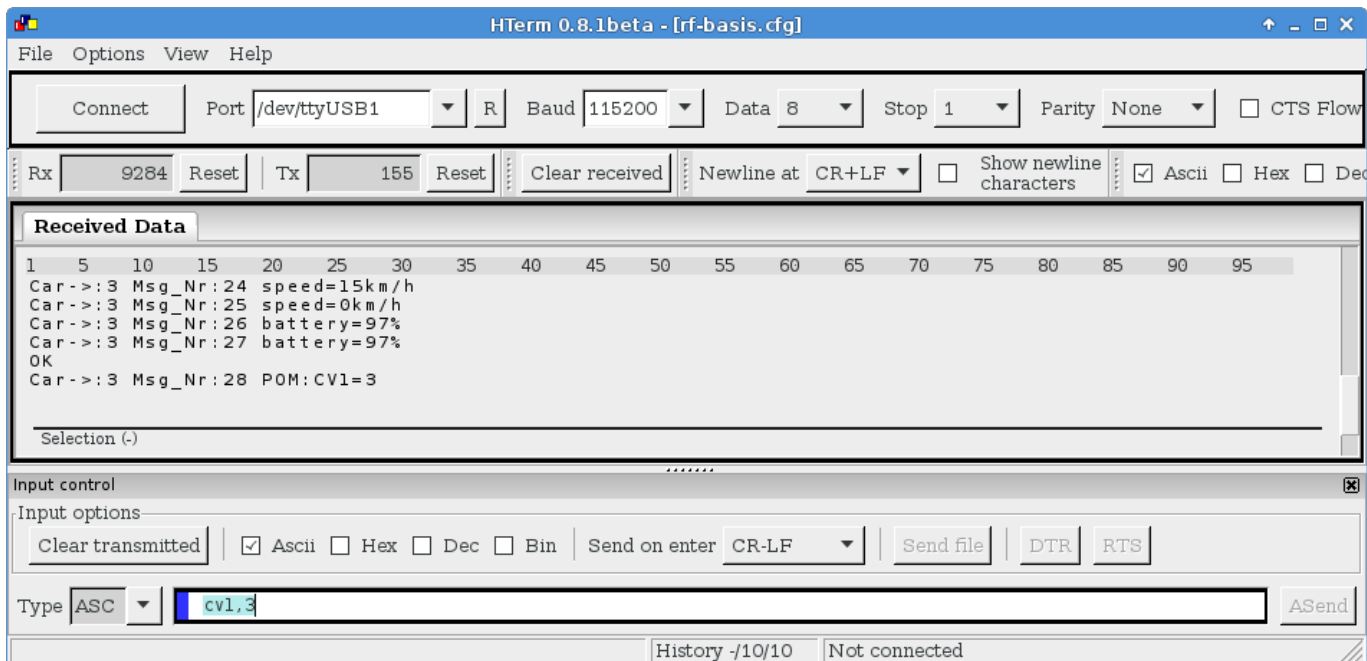 HTerm 0.8.1beta - [rf-basis.cfg]
File Options View Help
Connect Port /dev/ttyUSB1 R Baud 115200 Data 8 Stop 1 Parity None CTS Flow
Rx 9284 Reset Tx 155 Reset Clear received Newline at CR+LF Show newline characters Ascii Hex Dec
Received Data
1 5 10 15 20 25 30 35 40 45 50 55 60 65 70 75 80 85 90 95
Car->:3 Msg_Nr:24 speed=15km/h
Car->:3 Msg_Nr:25 speed=0km/h
Car->:3 Msg_Nr:26 battery=97%
Car->:3 Msg_Nr:27 battery=97%
OK
Car->:3 Msg_Nr:28 POM:CV1=3
Selection (-)
Input control
Input options
Clear transmitted Ascii Hex Dec Bin Send on enter CR-LF Send file DTR RTS
Type ASC cv1,3 ASend
History -/10/10 Not connected